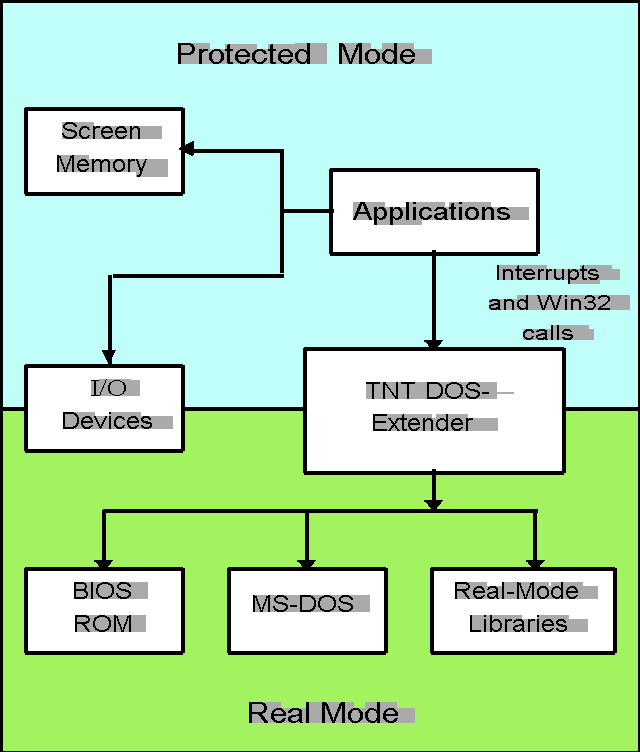 Protected Mode
Screen
Memory
Applications
Interrupts
and Win32
calls
I/O
Devices
TNT DOS-
Extender
BIOS
ROM
MS-DOS
Real-Mode
Libraries
Real Mode